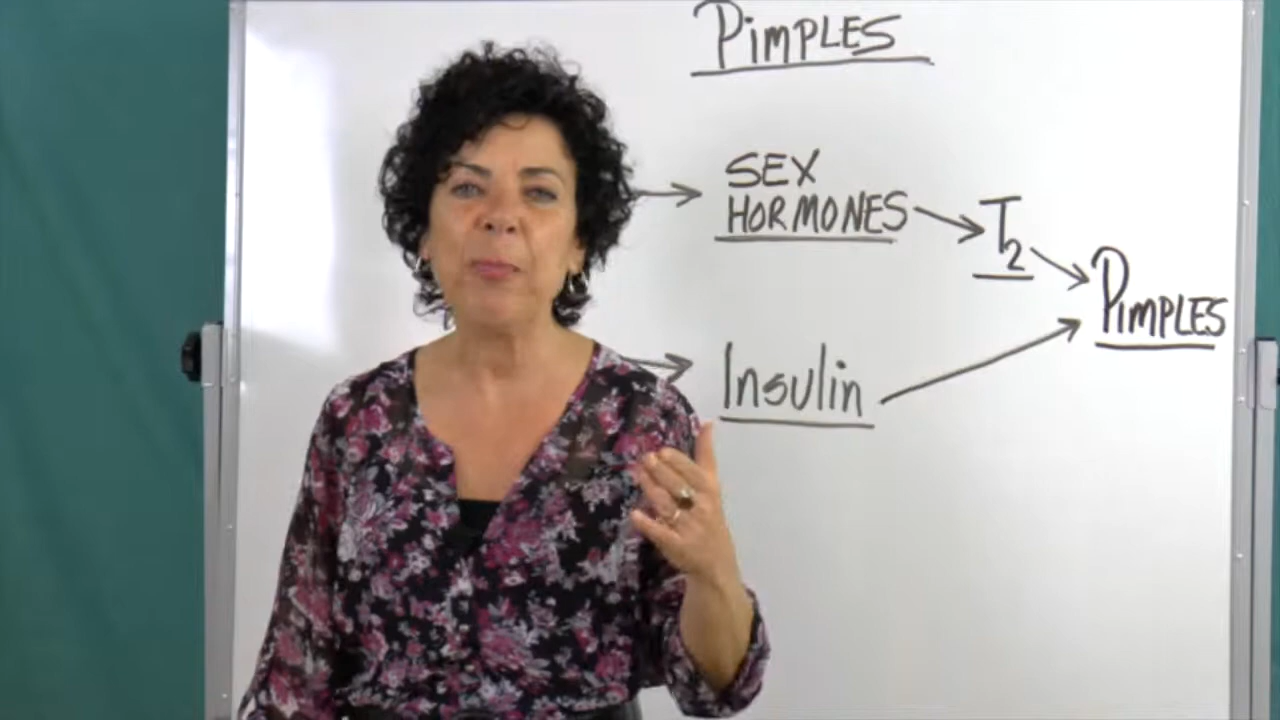 PIMPLES
SEX
HORMONES
T2
PIMPLES
Insulin